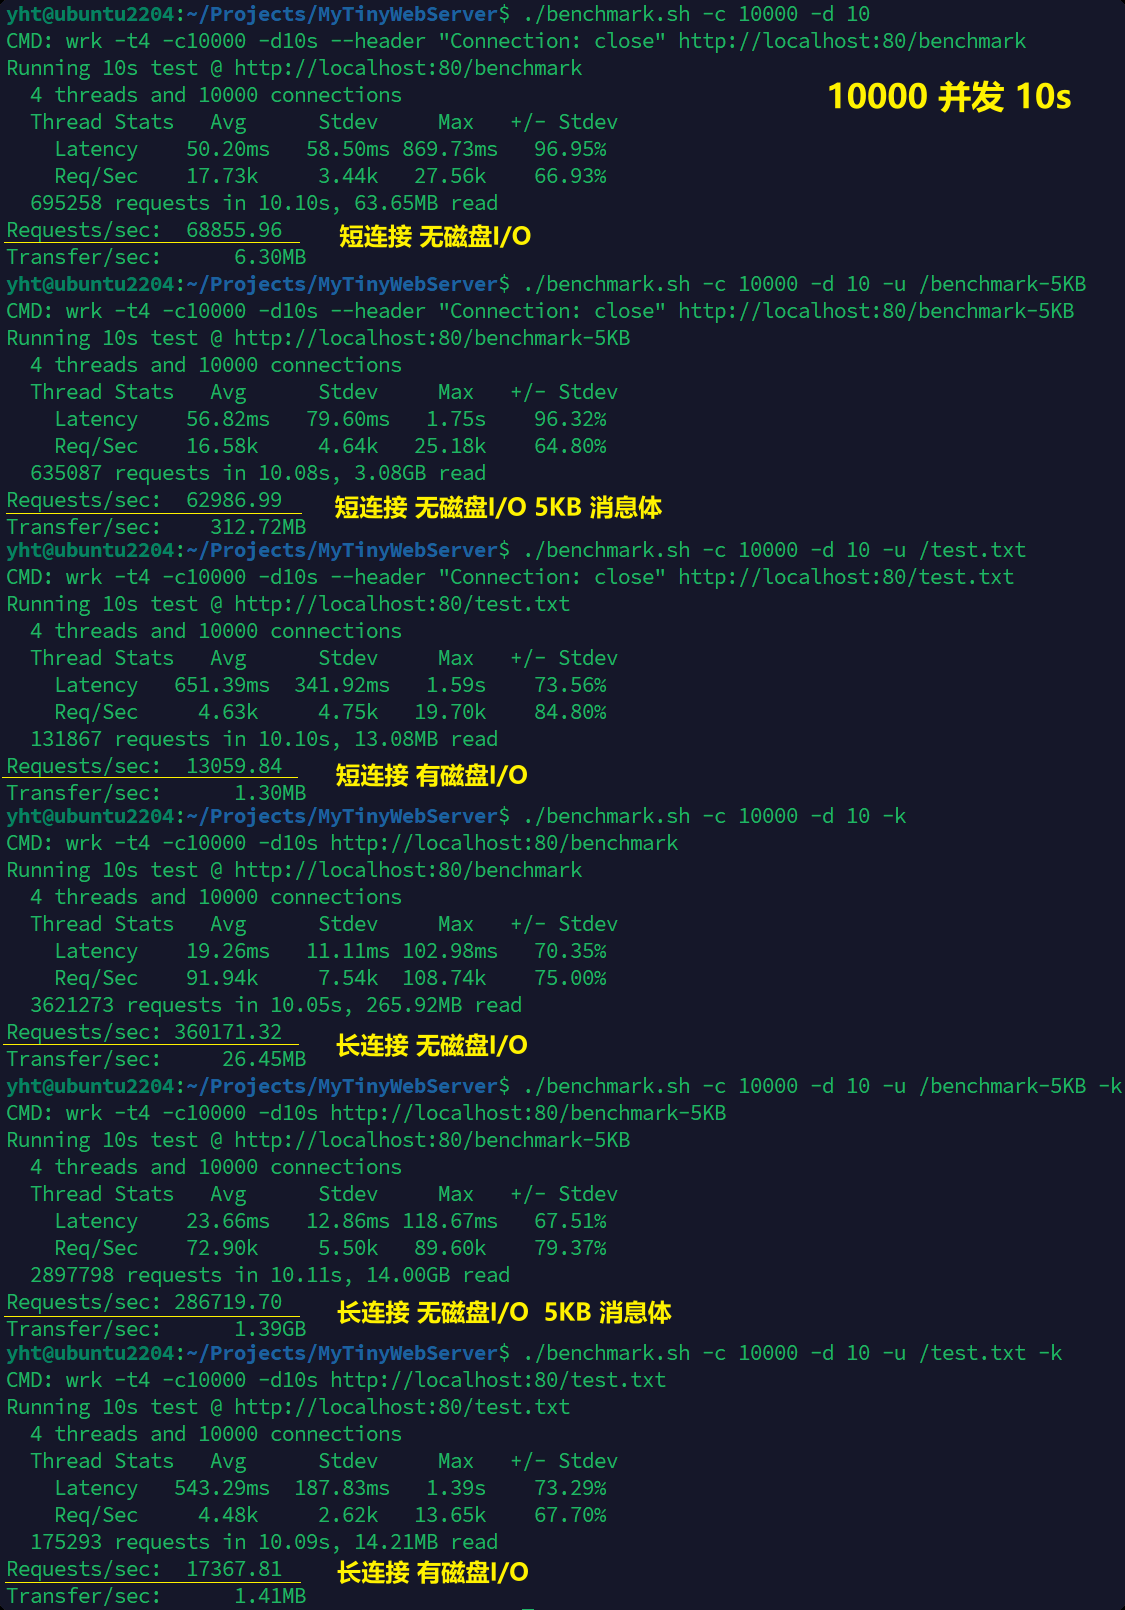 yht@ubuntu2204:~/Projects/MyTinyWebServer$ ./benchmark.sh -c 10000 -d 10
CMD: wrk -t4 -c10000 -d10s --header "Connection: close" http://localhost:80/benchmark
Running 10s test @ http://localhost:80/benchmark
4 threads and 10000 connections
10000 并发 10s
Thread Stats Avg Stdev Max +/- Stdev
Latency 50.20ms 58.50ms 869.73ms 96.95%
Req/Sec 17.73k 3.44k 27.56k 66.93%
695258 requests in 10.10s, 63.65MB read
Requests/sec: 68855.96
短连接 无磁盘I/O
Transfer/sec: 6.30MB
yht@ubuntu2204:~/Projects/MyTinyWebServer$ ./benchmark.sh -c 10000 -d 10 -u /benchmark-5KB
CMD: wrk -t4 -c10000 -d10s --header "Connection: close" http://localhost:80/benchmark-5KB
Running 10s test @ http://localhost:80/benchmark-5KB
4 threads and 10000 connections
Thread Stats Avg Stdev Max +/- Stdev
Latency 56.82ms 79.60ms 1.75s 96.32%
Req/Sec 16.58k 4.64k 25.18k 64.80%
635087 requests in 10.08s, 3.08GB read
Requests/sec: 62986.99
短连接 无磁盘I/O 5KB 消息体
Transfer/sec: 312.72MB
yht@ubuntu2204:~/Projects/MyTinyWebServer$ ./benchmark.sh -c 10000 -d 10 -u /test.txt
CMD: wrk -t4 -c10000 -d10s --header "Connection: close" http://localhost:80/test.txt
Running 10s test @ http://localhost:80/test.txt
4 threads and 10000 connections
Thread Stats Avg Stdev Max +/- Stdev
Latency 651.39ms 341.92ms 1.59s 73.56%
Req/Sec 4.63k 4.75k 19.70k 84.80%
131867 requests in 10.10s, 13.08MB read
Requests/sec: 13059.84
短连接 有磁盘I/O
Transfer/sec: 1.30MB
yht@ubuntu2204:~/Projects/MyTinyWebServer$ ./benchmark.sh -c 10000 -d 10 -k
CMD: wrk -t4 -c10000 -d10s http://localhost:80/benchmark
Running 10s test @ http://localhost:80/benchmark
4 threads and 10000 connections
Thread Stats Avg Stdev Max +/- Stdev
Latency 19.26ms 11.11ms 102.98ms 70.35%
Req/Sec 91.94k 7.54k 108.74k 75.00%
3621273 requests in 10.05s, 265.92MB read
Requests/sec: 360171.32
长连接 无磁盘I/O
Transfer/sec: 26.45MB
yht@ubuntu2204:~/Projects/MyTinyWebServer$ ./benchmark.sh -c 10000 -d 10 -u /benchmark-5KB -k
CMD: wrk -t4 -c10000 -d10s http://localhost:80/benchmark-5KB
Running 10s test @ http://localhost:80/benchmark-5KB
4 threads and 10000 connections
Thread Stats Avg Stdev Max +/- Stdev
Latency 23.66ms 12.86ms 118.67ms 67.51%
Req/Sec 72.90k 5.50k 89.60k 79.37%
2897798 requests in 10.11s, 14.00GB read
Requests/sec: 286719.70
长连接 无磁盘I/O 5KB 消息体
Transfer/sec: 1.39GB
yht@ubuntu2204:~/Projects/MyTinyWebServer$ ./benchmark.sh -c 10000 -d 10 -u /test.txt -k
CMD: wrk -t4 -c10000 -d10s http://localhost:80/test.txt
Running 10s test @ http://localhost:80/test.txt
4 threads and 10000 connections
Thread Stats Avg Stdev Max +/- Stdev
Latency 543.29ms 187.83ms 1.39s 73.29%
Req/Sec 4.48k 2.62k 13.65k 67.70%
175293 requests in 10.09s, 14.21MB read
Requests/sec: 17367.81
长连接 有磁盘I/O
Transfer/sec: 1.41MB